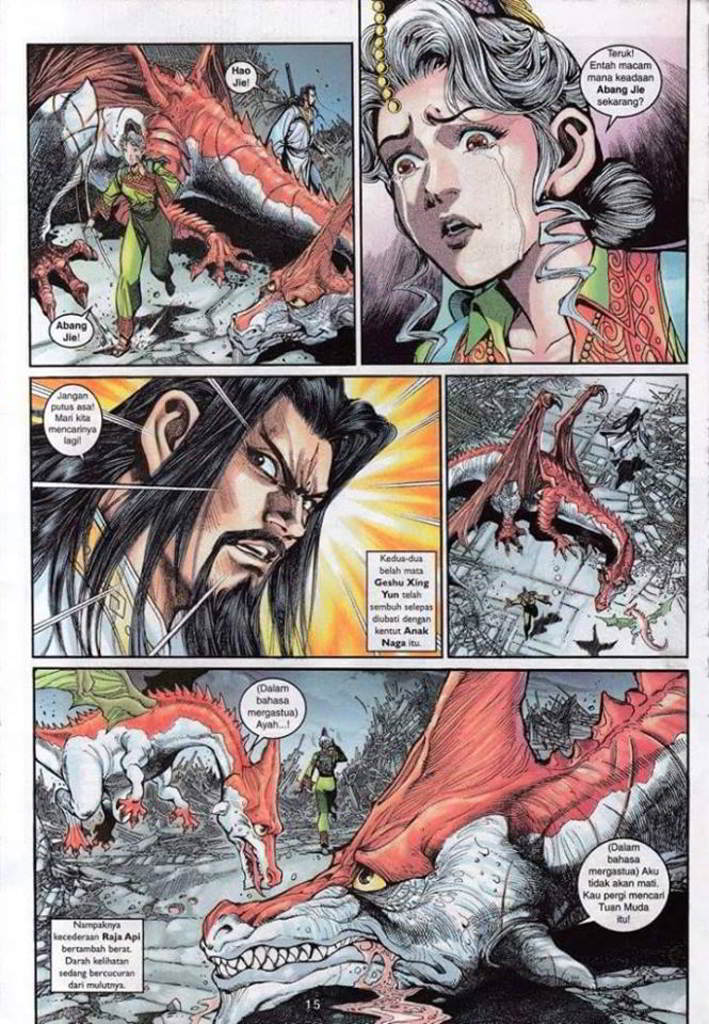 Hao
Jie!
Abang
Jie!
Teruk!
Entah macam
mana keadaan
Abang Jie
sekarang?
Jangan
putus asa!
Mari kita
mencarinya
lagi!
Kedua-dua
belah mata
Geshu Xing
Yun telah
sembuh selepas
diubati dengan
kentut Anak
Naga itu.
(Dalam
bahasa
mergastua)
Ayah...!
(Dalam
bahasa
mergastua) Aku
tidak akan mati.
Kau pergi mencari
Tuan Muda
itu!
Nampaknya
kecederaan Raja Api
bertambah berat.
Darah kelihatan
sedang bercucuran
dari mulutnya.
15